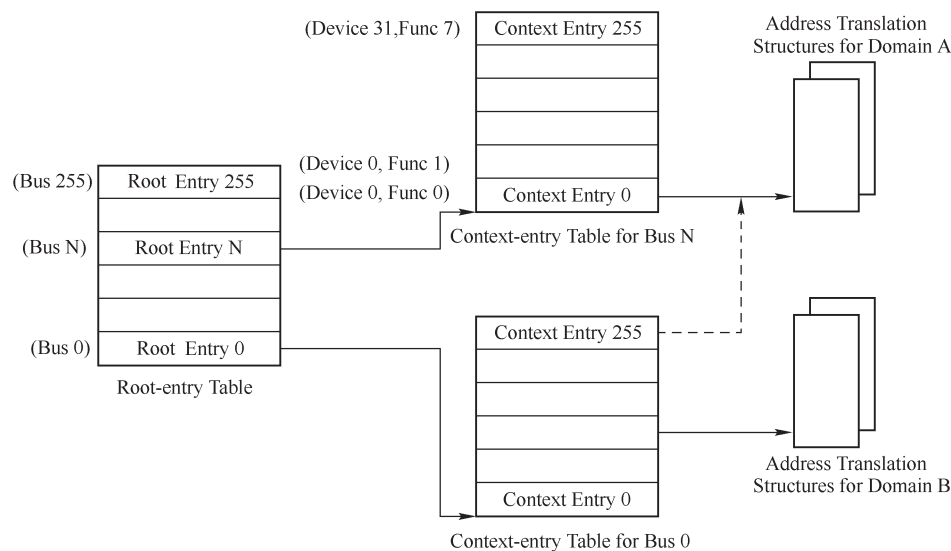 (Device 31,Func 7)
Context Entry 255
Address Translation
Structures for Domain A
(Device 0, Func 1)
(Device 0, Func 0)
Context Entry 0
Context-entry Table for Bus N
(Bus 255)
Root Entry 255
(Bus N)
Root Entry N
(Bus 0)
Root Entry 0
Root-entry Table
Context Entry 255
Context Entry 0
Context-entry Table for Bus 0
Address Translation
Structures for Domain B